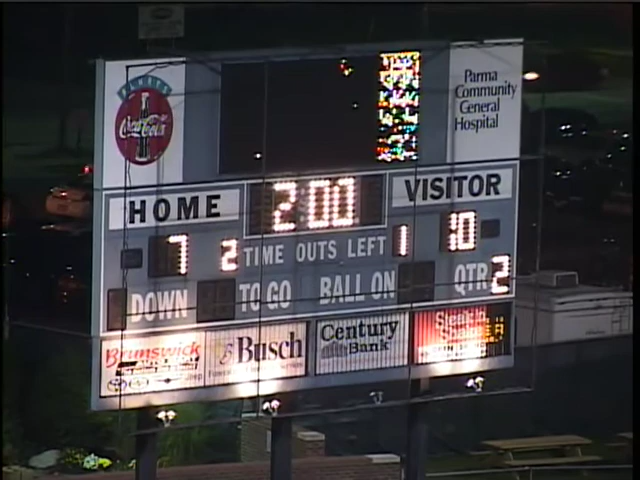 ALWAYS
Coca-Cola
Parma
Community
General
Hospital
HOME 2:00 VISITOR
7 2 TIME OUTS LEFT 1 10
DOWN TO GO BALL ON QTR 2
Brunswick
Busch
Century
Bank